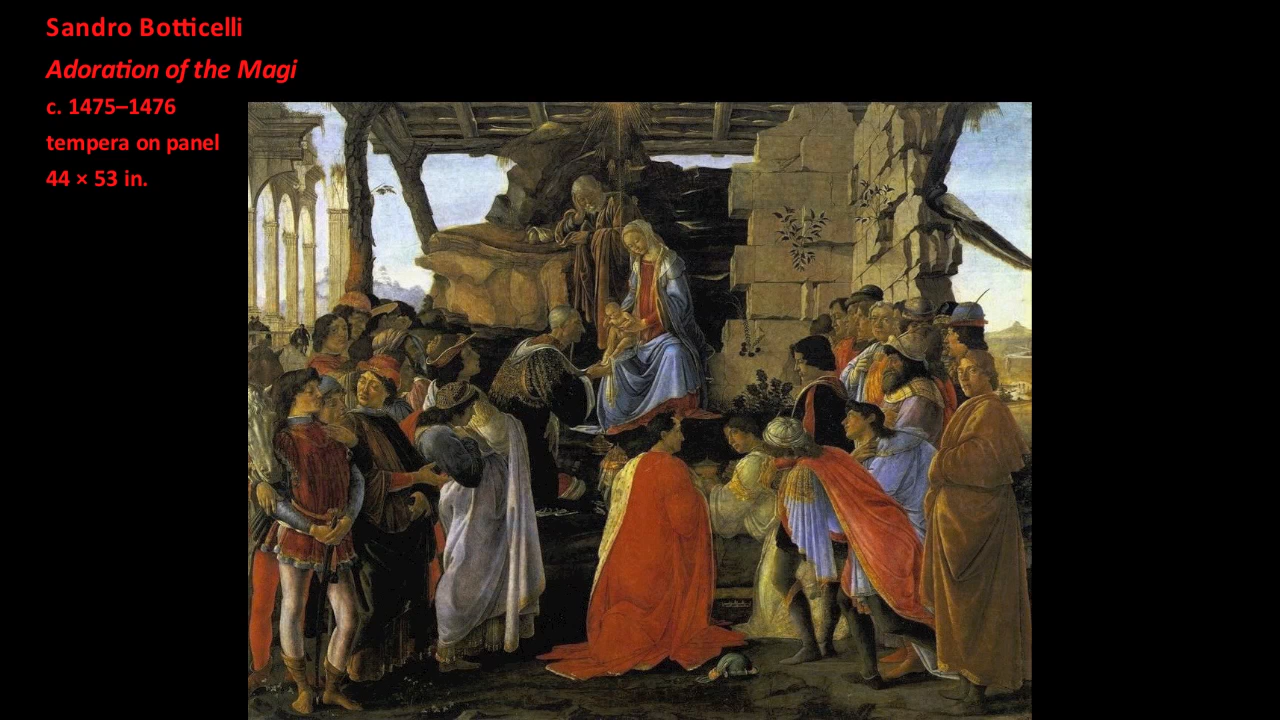 Sandro Botticelli
Adoration of the Magi
c. 1475–1476
tempera on panel
44 × 53 in.